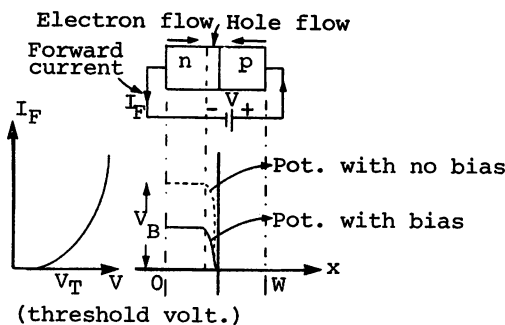 Electron flow Hole flow
Forward
current
n p
I_F
- V +
I_F
Pot. with no bias
V_B
Pot. with bias
V_T V
0 W x
(threshold volt.)